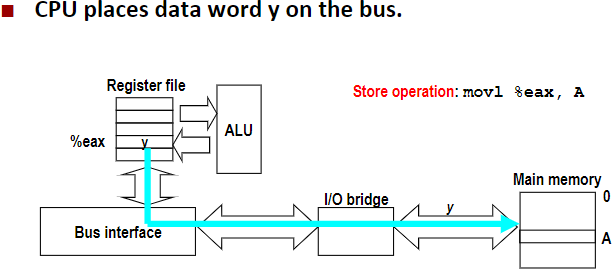 CPU places data word y on the bus.
Register file
Store operation: movl %eax, A
ALU
%eax
y
Main memory
I/O bridge
y
0
Bus interface
A